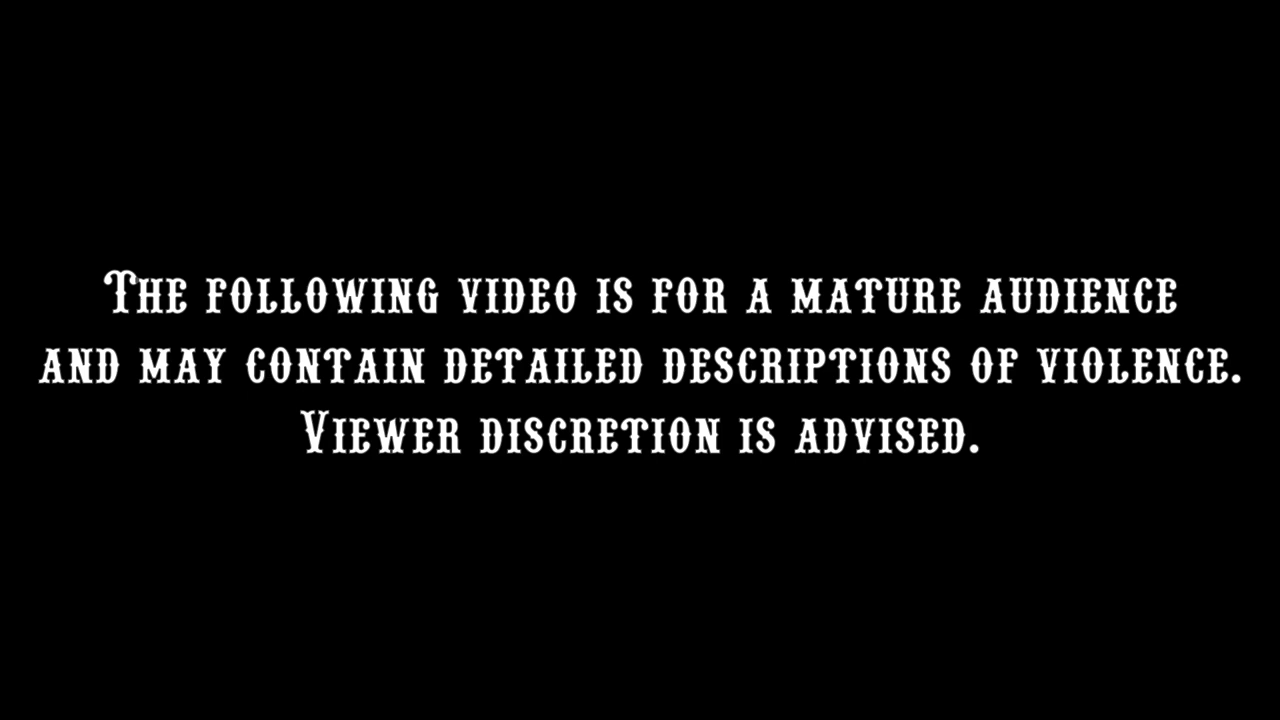 The following video is for a mature audience
and may contain detailed descriptions of violence.
Viewer discretion is advised.